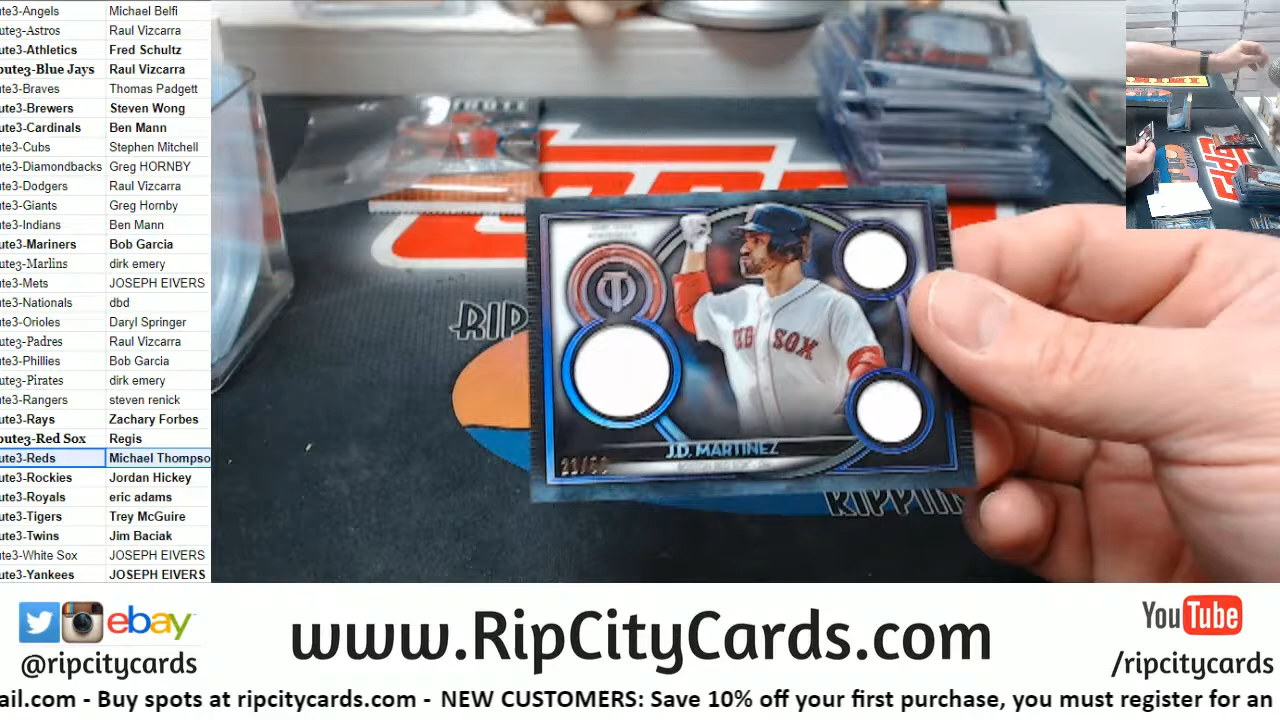 ute3-Angels Michael Belfi
ute3-Astros Raul Vizcarra
ute3-Athletics Fred Schultz
oute3-Blue Jays Raul Vizcarra
ute3-Braves Thomas Padgett
ute3-Brewers Steven Wong
ute3-Cardinals Ben Mann
ute3-Cubs Stephen Mitchell
ute3-Diamondbacks Greg HORNBY
ute3-Dodgers Raul Vizcarra
ute3-Giants Greg Hornby
ute3-Indians Ben Mann
ute3-Mariners Bob Garcia
ute3-Marlins dirk emery
ute3-Mets JOSEPH EIVERS
ute3-Nationals dbd
ute3-Orioles Daryl Springer
ute3-Padres Raul Vizcarra
ute3-Phillies Bob Garcia
ute3-Pirates dirk emery
ute3-Rangers steven renick
ute3-Rays Zachary Forbes
oute3-Red Sox Regis
ute3-Reds Michael Thompso
ute3-Rockies Jordan Hickey
ute3-Royals eric adams
ute3-Tigers Trey McGuire
ute3-Twins Jim Baciak
ute3-White Sox JOSEPH EIVERS
ute3-Yankees JOSEPH EIVERS
RIP
SOX
J.D. MARTINEZ
RIPPIN
ebay
@ripcitycards
www.RipCityCards.com
YouTube
/ripcitycards
ail.com - Buy spots at ripcitycards.com - NEW CUSTOMERS: Save 10% off your first purchase, you must register for an